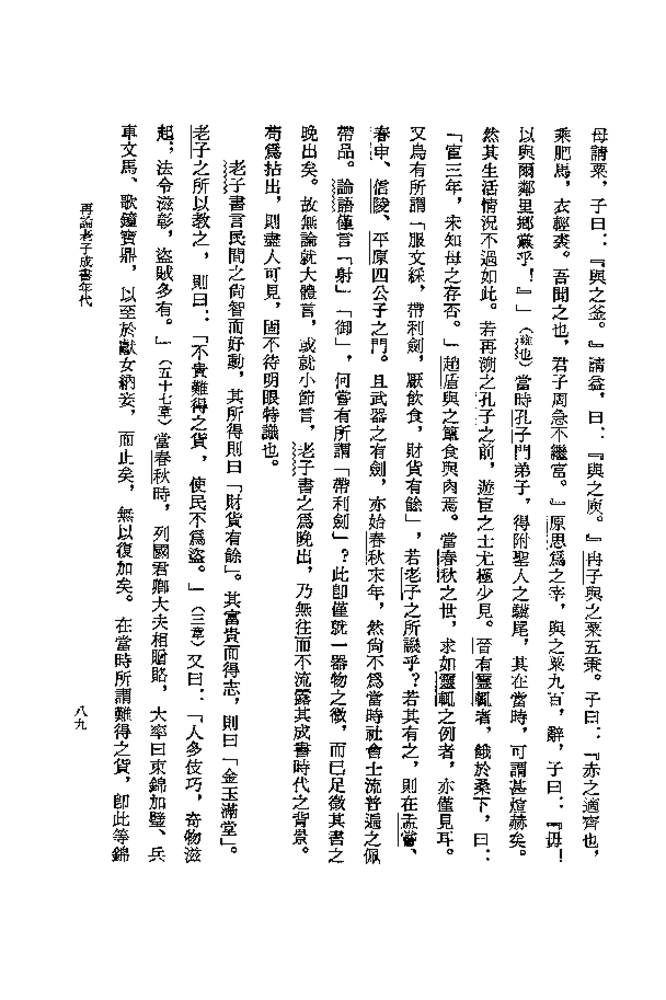 母請粟，子曰：『與之釜。』請益，曰：『與之庾。』冉子與之粟五秉。子曰：『赤之適齊也，
乘肥馬，衣輕裘。吾聞之也，君子周急不繼富。』原思爲之宰，與之粟九百，辭，子曰：『毋！
以與爾鄰里鄉黨乎！』」（雍也）當時孔子門弟子，得附聖人之驥尾，其在當時，可謂甚煊赫矣。
然其生活情況不過如此。若再溯之孔子之前，遊宦之士尤極少見。晉有靈輒者，餓於桑下，曰：
「宦三年，未知母之存否。」趙盾與之簞食與肉焉。當春秋之世，求如靈輒之例者，亦僅見耳。
又烏有所謂「服文綵，帶利劍，厭飲食，財貨有餘」，若老子之所譏乎？若其有之，則在孟嘗、
春申、信陵、平原四公子之門。且武器之有劍，亦始春秋末年，然尙不爲當時社會士流普遍之佩
帶品。論語僅言「射」「御」，何嘗有所謂「帶利劍」？此卽僅就一器物之微，而已足徵其書之
晚出矣。故無論就大體言，或就小節言，老子書之爲晚出，乃無往而不流露其成書時代之背景。
苟爲拈出，則盡人可見，固不待明眼特識也。
老子書言民間之尙智而好動，其所得則曰「財貨有餘」。其富貴而得志，則曰「金玉滿堂」。
老子之所以教之，則曰：「不貴難得之貨，使民不爲盜。」（三章）又曰：「人多伎巧，奇物滋
起，法令滋彰，盜賊多有。」（五十七章）當春秋時，列國君卿大夫相贈賂，大率曰束錦加璧、兵
車文馬、歌鐘寶鼎，以至於獻女納妾，而止矣，無以復加矣。在當時所謂難得之貨，卽此等錦
再論老子成書年代
八九